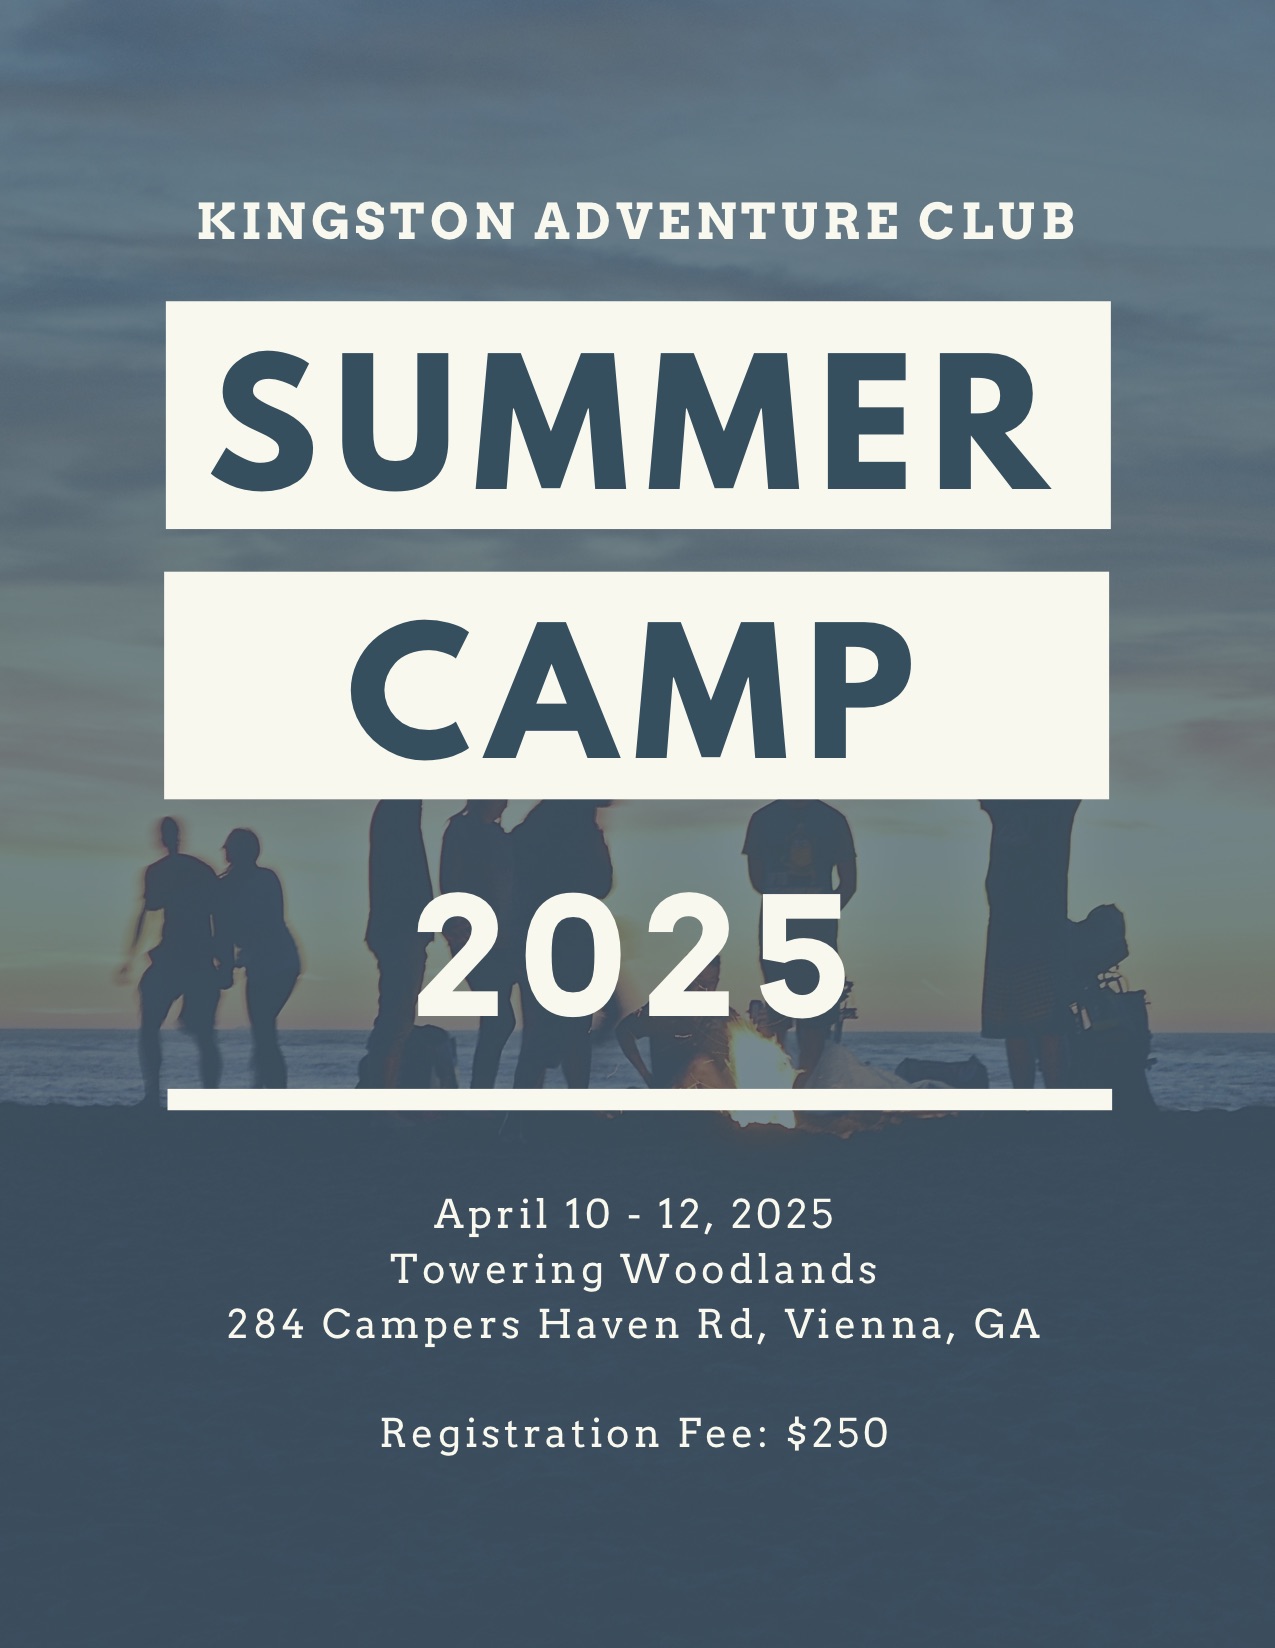 KINGSTON ADVENTURE CLUB
SUMMER
CAMP
2025
April 10 - 12, 2025
Towering Woodlands
284 Campers Haven Rd, Vienna, GA
Registration Fee: $250